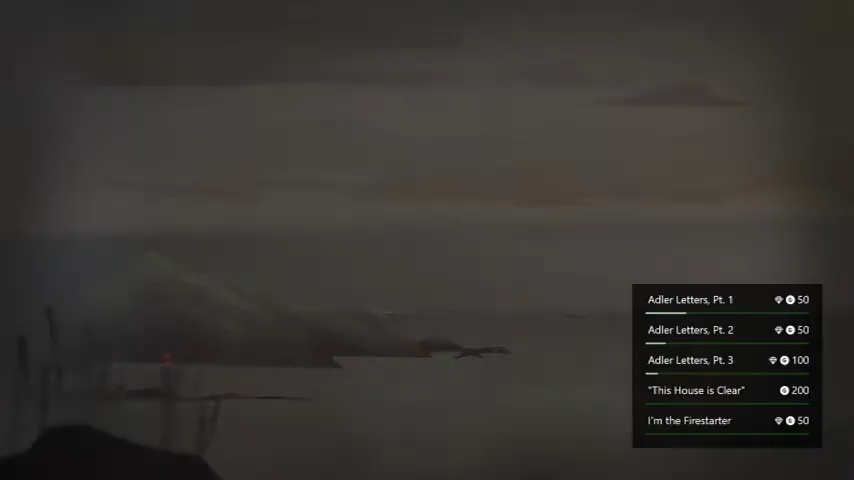 Adler Letters, Pt. 1 G 50
Adler Letters, Pt. 2 G 50
Adler Letters, Pt. 3 G 100
"This House is Clear" G 200
I'm the Firestarter G 50